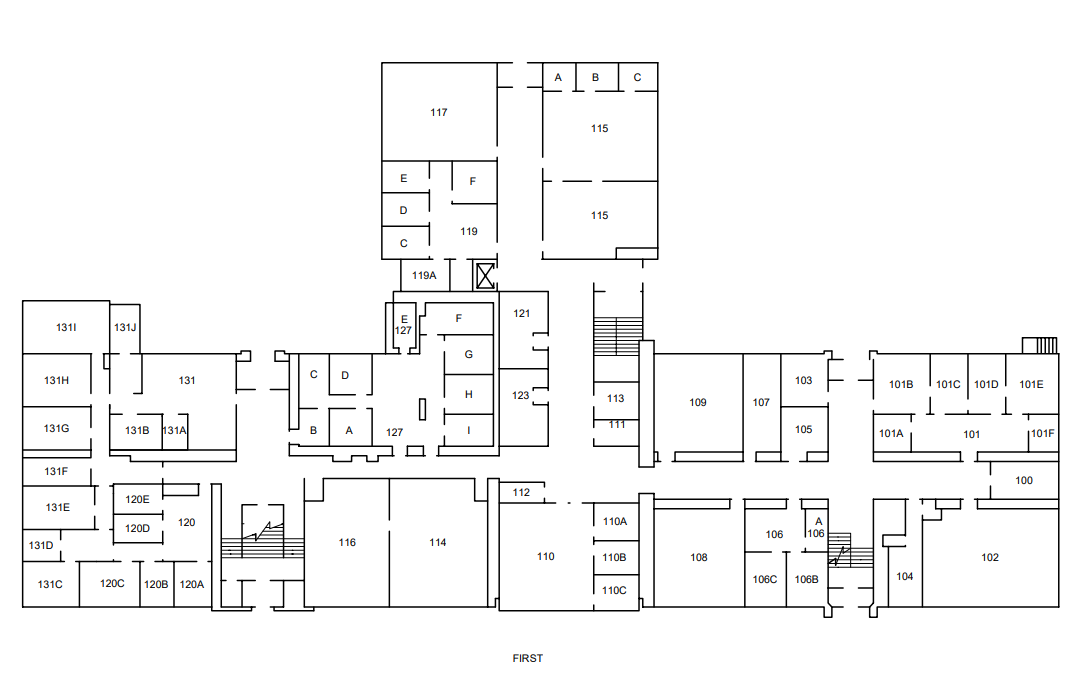 A B C
117
115
E
F
D
115
119
C
119A
121
E
127
F
131I
131J
G
C
D
131H
131
103
101B
101C
101D
101E
H
123
113
109
107
131G
131B
131A
B
A
127
I
111
105
101A
101
101F
131F
100
120E
112
131E
120
110A
A
106
106
120D
131D
116
114
110
110B
108
102
131C
120C
120B
120A
110C
106C
106B
104
FIRST